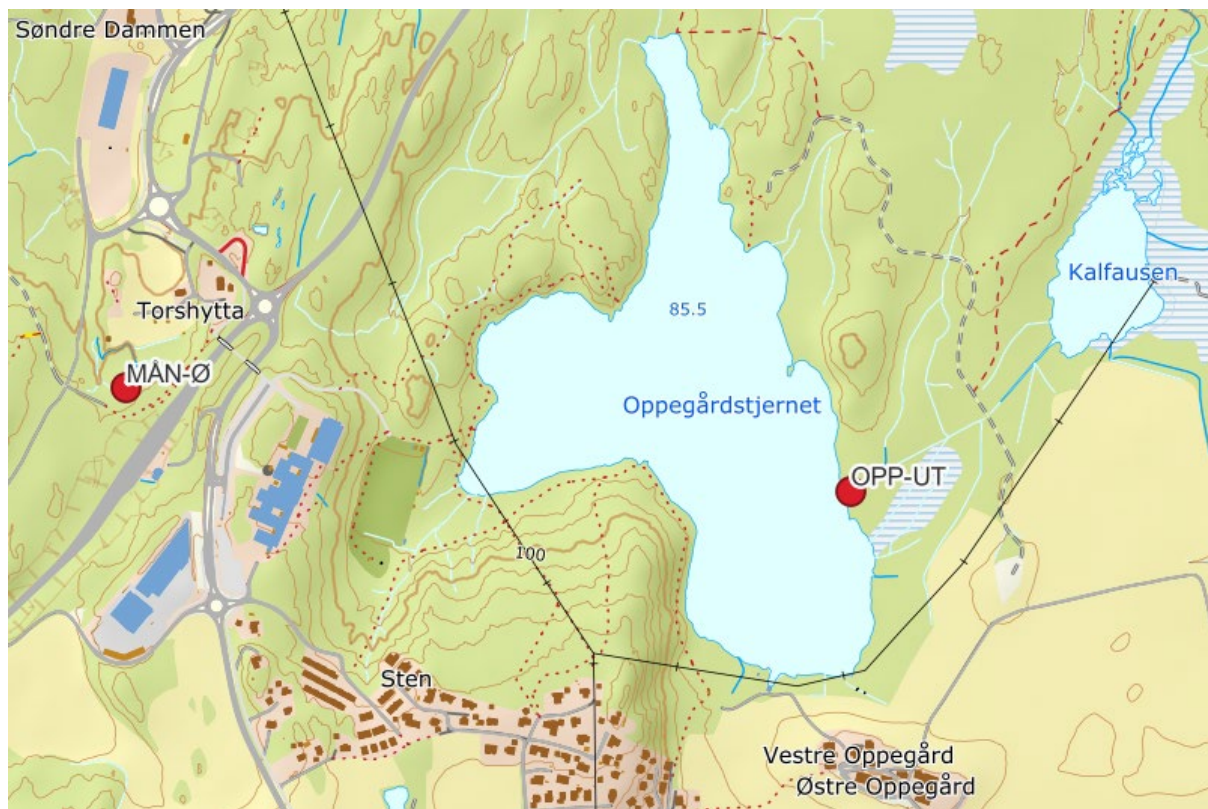 Søndre Dammen
Kalfausen
85.5
Torshytta
MÅN-Ø
Oppegårdstjernet
OPP-UT
100
Sten
Vestre Oppegård
Østre Oppegård